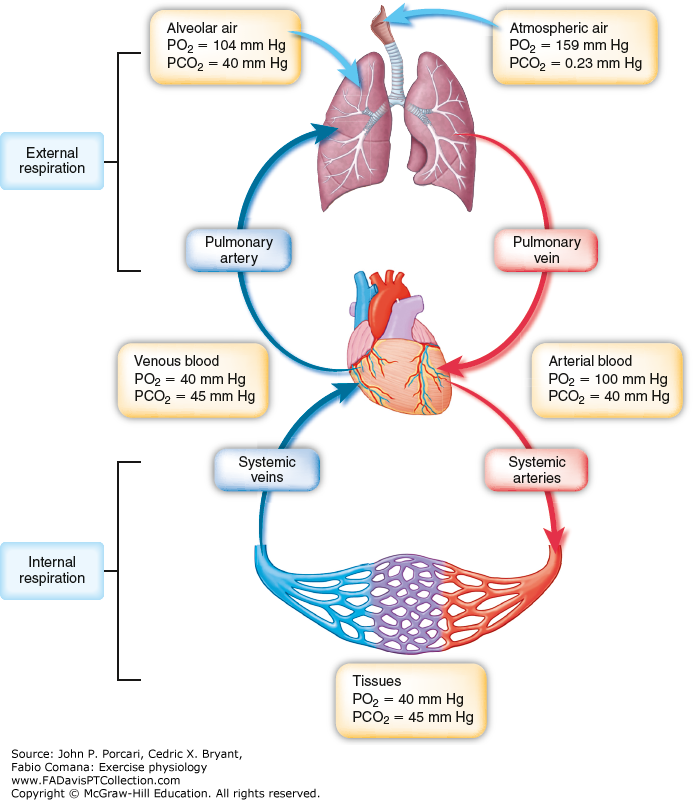 Alveolar air
PO₂ = 104 mm Hg
PCO₂ = 40 mm Hg
Atmospheric air
PO₂ = 159 mm Hg
PCO₂ = 0.23 mm Hg
External
respiration
Pulmonary
artery
Pulmonary
vein
Venous blood
PO₂ = 40 mm Hg
PCO₂ = 45 mm Hg
Arterial blood
PO₂ = 100 mm Hg
PCO₂ = 40 mm Hg
Systemic
veins
Systemic
arteries
Internal
respiration
Tissues
PO₂ = 40 mm Hg
PCO₂ = 45 mm Hg
Source: John P. Porcari, Cedric X. Bryant,
Fabio Comana: Exercise physiology
www.FADavisPTCollection.com
Copyright © McGraw-Hill Education. All rights reserved.